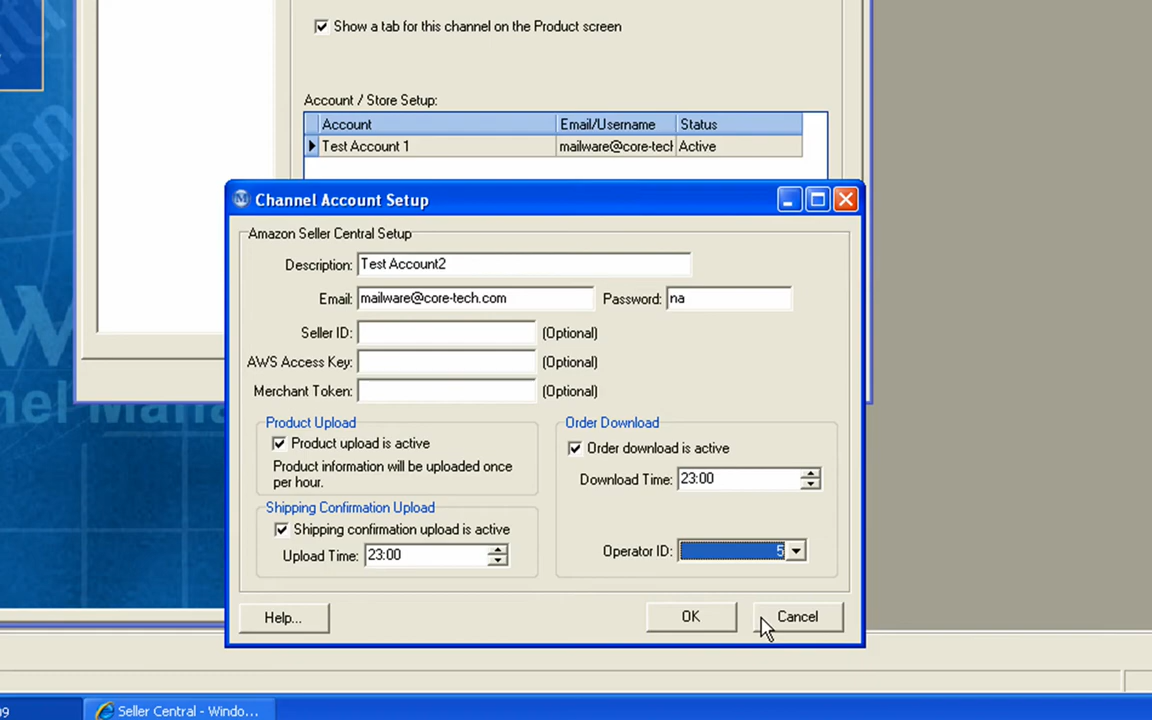 Show a tab for this channel on the Product screen
Account / Store Setup:
Account Email/Username Status
Test Account 1 mailware@core-tech Active
Channel Account Setup
Amazon Seller Central Setup
Description: Test Account2
Email: mailware@core-tech.com Password: na
Seller ID: (Optional)
AWS Access Key: (Optional)
Merchant Token: (Optional)
Product Upload
Product upload is active
Product information will be uploaded once
per hour.
Shipping Confirmation Upload
Shipping confirmation upload is active
Upload Time: 23:00
Order Download
Order download is active
Download Time: 23:00
Operator ID: 5
Help... OK Cancel
Seller Central - Windo...